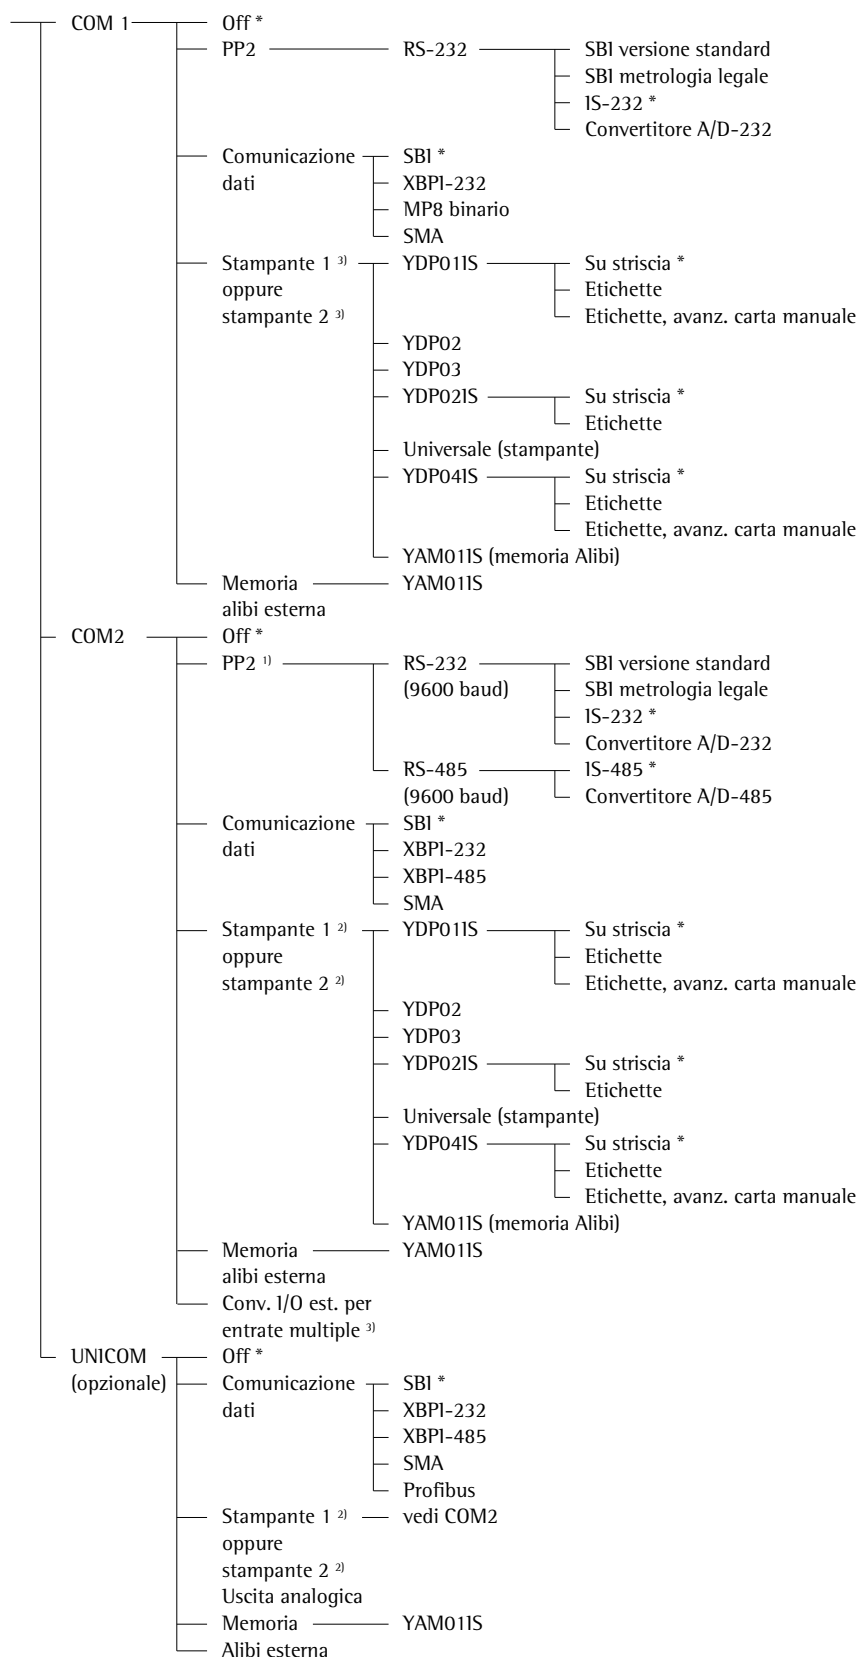 COM 1 Off *
PP2 RS-232 SBI versione standard
SBI metrologia legale
IS-232 *
Convertitore A/D-232
Comunicazione SBI *
dati XBPI-232
MP8 binario
SMA
Stampante 1 3) YDP01IS Su striscia *
oppure Etichette
stampante 2 3) Etichette, avanz. carta manuale
YDP02
YDP03
YDP02IS Su striscia *
Etichette
Universale (stampante)
YDP04IS Su striscia *
Etichette
Etichette, avanz. carta manuale
YAM01IS (memoria Alibi)
Memoria YAM01IS
alibi esterna
COM2 Off *
PP2 1) RS-232 SBI versione standard
(9600 baud) SBI metrologia legale
IS-232 *
Convertitore A/D-232
RS-485 IS-485 *
(9600 baud) Convertitore A/D-485
Comunicazione SBI *
dati XBPI-232
XBPI-485
SMA
Stampante 1 2) YDP01IS Su striscia *
oppure Etichette
stampante 2 2) Etichette, avanz. carta manuale
YDP02
YDP03
YDP02IS Su striscia *
Etichette
Universale (stampante)
YDP04IS Su striscia *
Etichette
Etichette, avanz. carta manuale
YAM01IS (memoria Alibi)
Memoria YAM01IS
alibi esterna
Conv. I/O est. per
entrate multiple 3)
UNICOM Off *
(opzionale) Comunicazione SBI *
dati XBPI-232
XBPI-485
SMA
Profibus
Stampante 1 2) vedi COM2
oppure
stampante 2 2)
Uscita analogica
Memoria YAM01IS
Alibi esterna